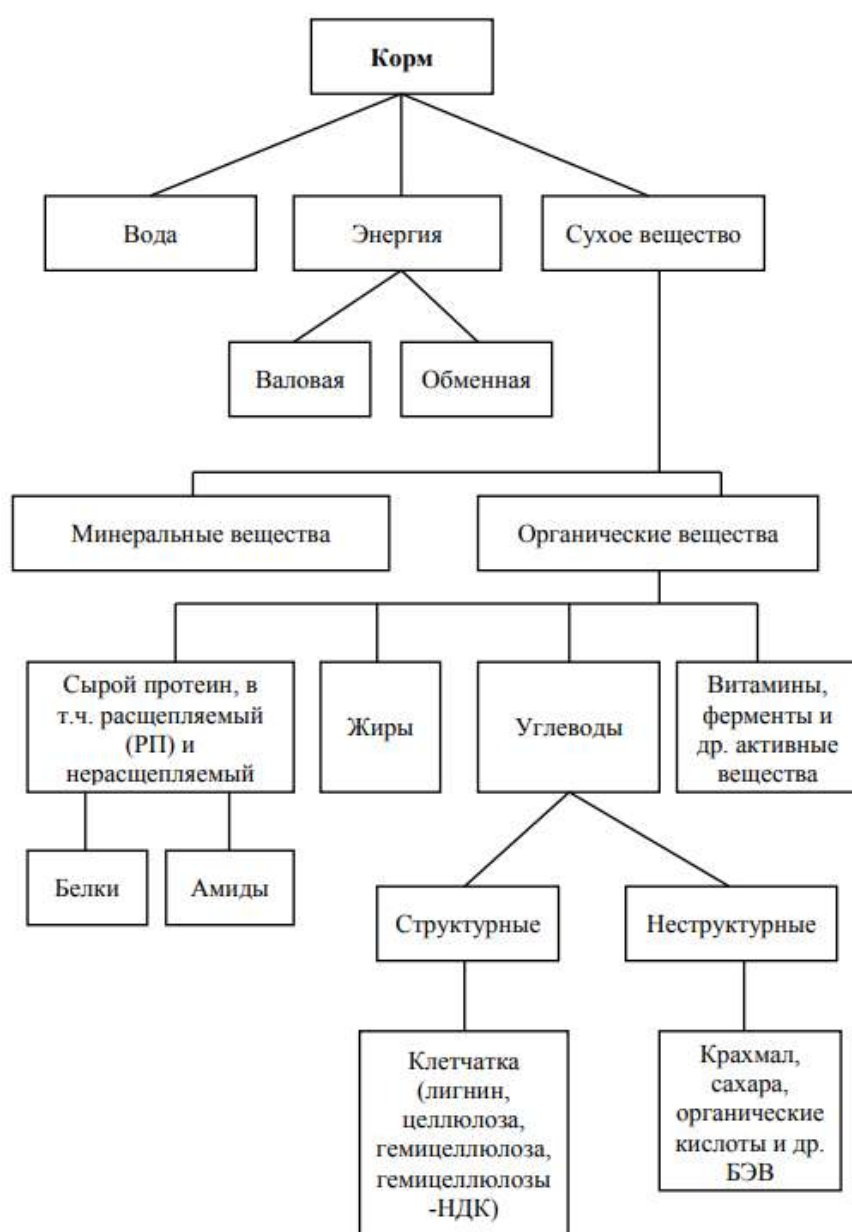 Корм
Вода
Энергия
Сухое вещество
Валовая
Обменная
Минеральные вещества
Органические вещества
Сырой протеин, в
т.ч. расщепляемый
(РП) и
нерасщепляемый
Жиры
Углеводы
Витамины,
ферменты и
др. активные
вещества
Белки
Амиды
Структурные
Неструктурные
Клетчатка
(лигнин,
целлюлоза,
гемицеллюлоза,
гемицеллюлозы
-НДК)
Крахмал,
сахара,
органические
кислоты и др.
БЭВ